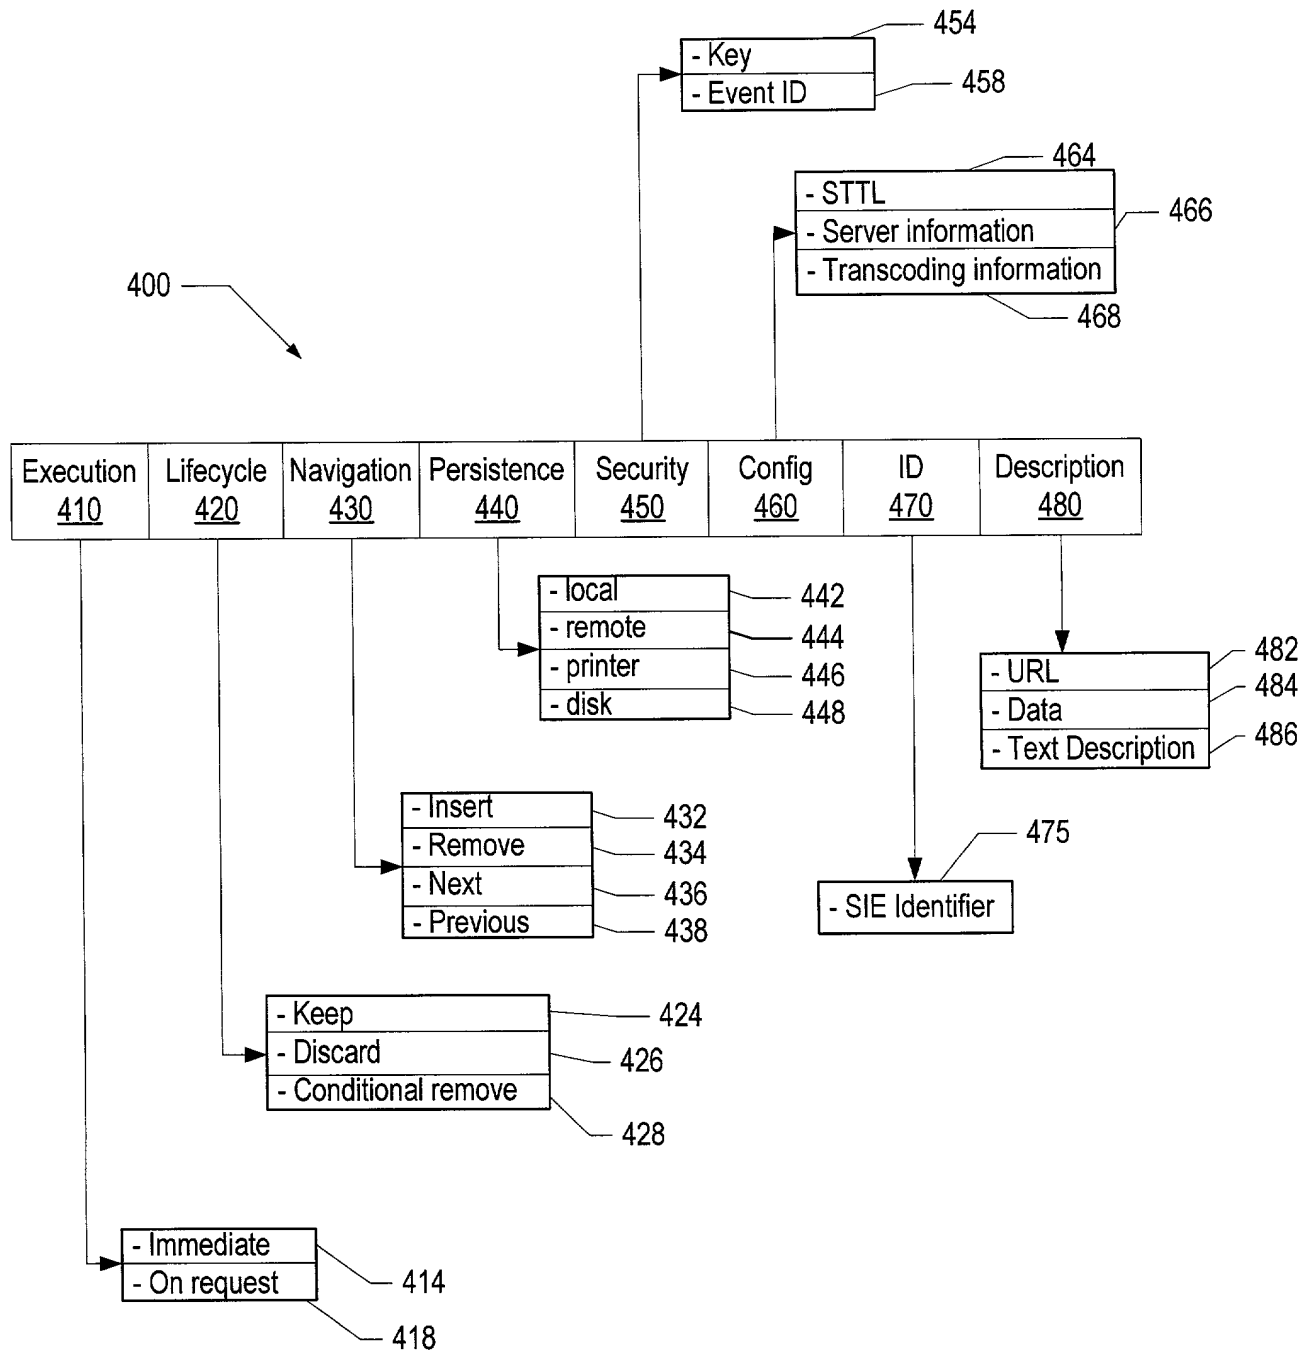 454
- Key
- Event ID
458
464
- STTL
466
- Server information
- Transcoding information
468
400
Execution
410
Lifecycle
420
Navigation
430
Persistence
440
Security
450
Config
460
ID
470
Description
480
- local
442
- remote
444
- printer
446
- disk
448
- URL
482
- Data
484
- Text Description
486
- Insert
432
- Remove
434
- Next
436
- Previous
438
475
- SIE Identifier
- Keep
424
- Discard
426
- Conditional remove
428
- Immediate
414
- On request
418